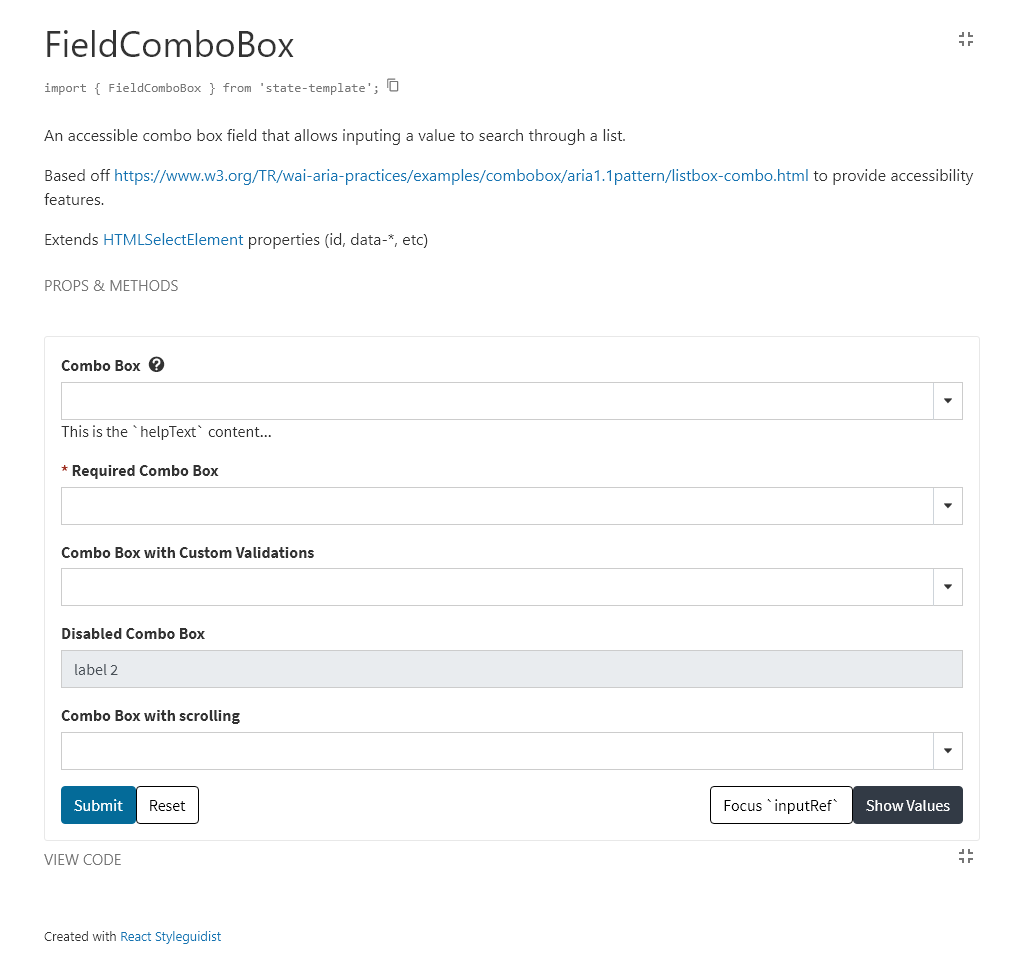 FieldComboBox
import { FieldComboBox } from 'state-template';
An accessible combo box field that allows inputing a value to search through a list.
Based off https://www.w3.org/TR/wai-aria-practices/examples/combobox/aria1.1pattern/listbox-combo.html to provide accessibility
features.
Extends HTMLSelectElement properties (id, data-*, etc)
PROPS & METHODS
Combo Box ?
This is the `helpText` content...
* Required Combo Box
Combo Box with Custom Validations
Disabled Combo Box
label 2
Combo Box with scrolling
Submit Reset Focus `inputRef` Show Values
VIEW CODE
Created with React Styleguidist